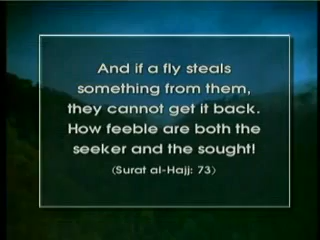 And if a fly steals
something from them,
they cannot get it back.
How feeble are both the
seeker and the sought!
(Surat al-Hajj: 73)